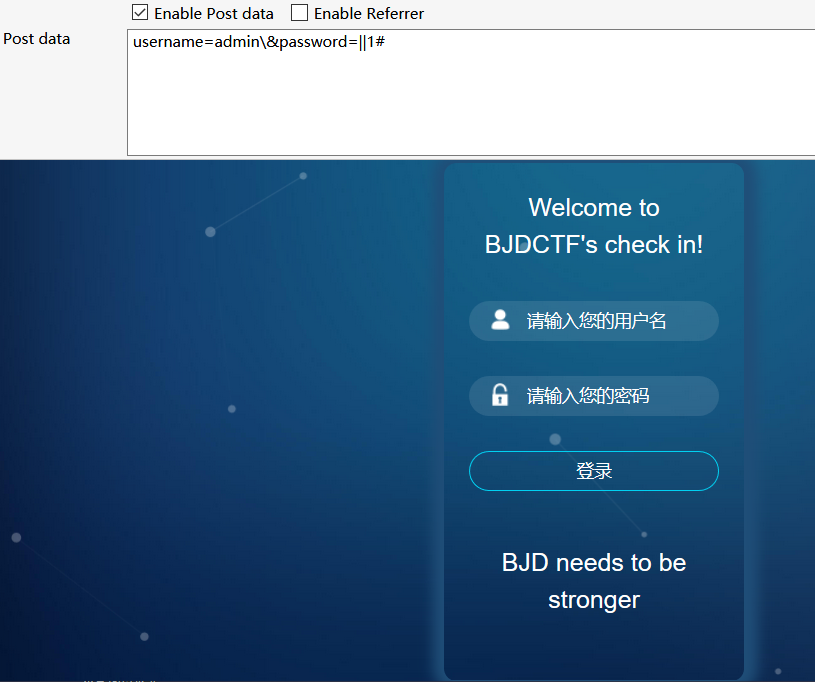 Enable Post data Enable Referrer
Post data
username=admin\&password=||1#
Welcome to
BJDCTF's check in!
请输入您的用户名
请输入您的密码
登录
BJD needs to be
stronger